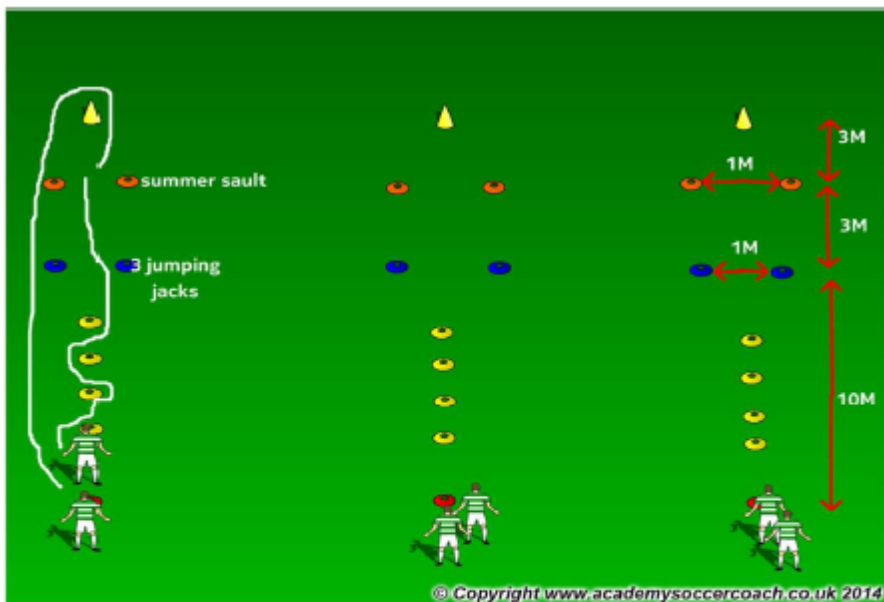 3M
1M
summer sault
3M
1M
3 jumping
jacks
10M
© Copyright www.academysoccercoach.co.uk 2014